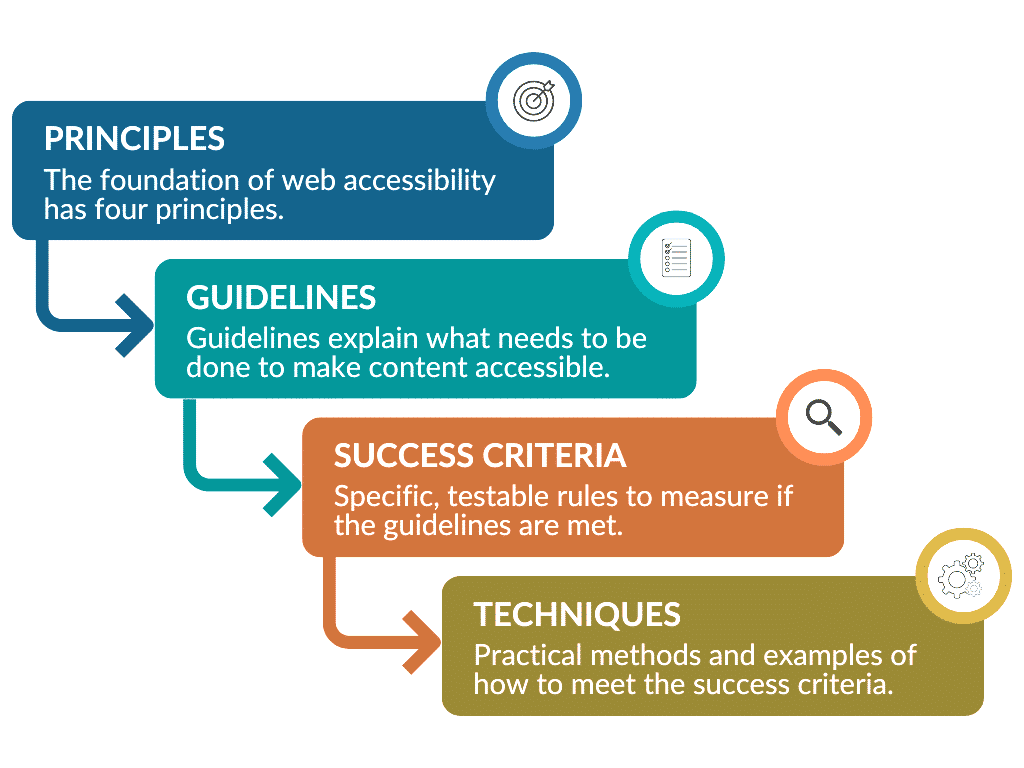 PRINCIPLES
The foundation of web accessibility
has four principles.
GUIDELINES
Guidelines explain what needs to be
done to make content accessible.
SUCCESS CRITERIA
Specific, testable rules to measure if
the guidelines are met.
TECHNIQUES
Practical methods and examples of
how to meet the success criteria.